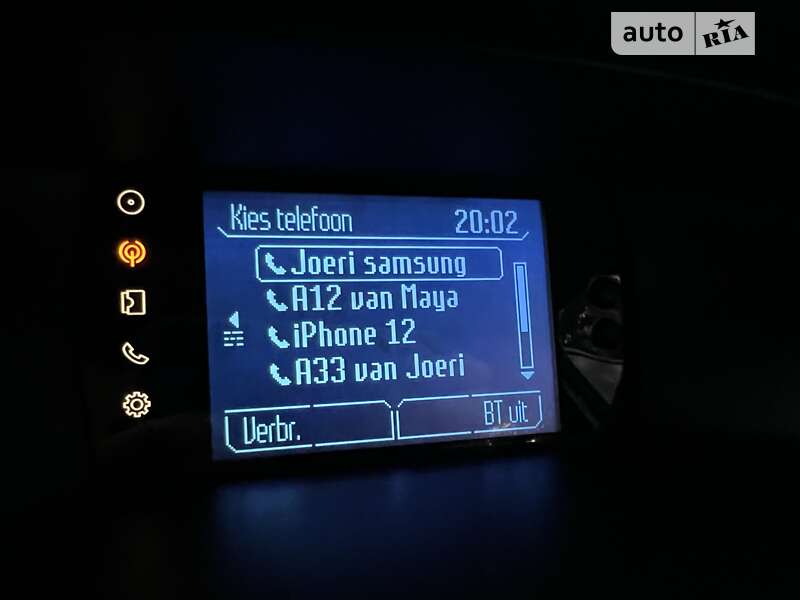 auto RIA
Kies telefoon 20:02
Joeri samsung
A12 van Maya
iPhone 12
A33 van Joeri
Verbr. BT uit